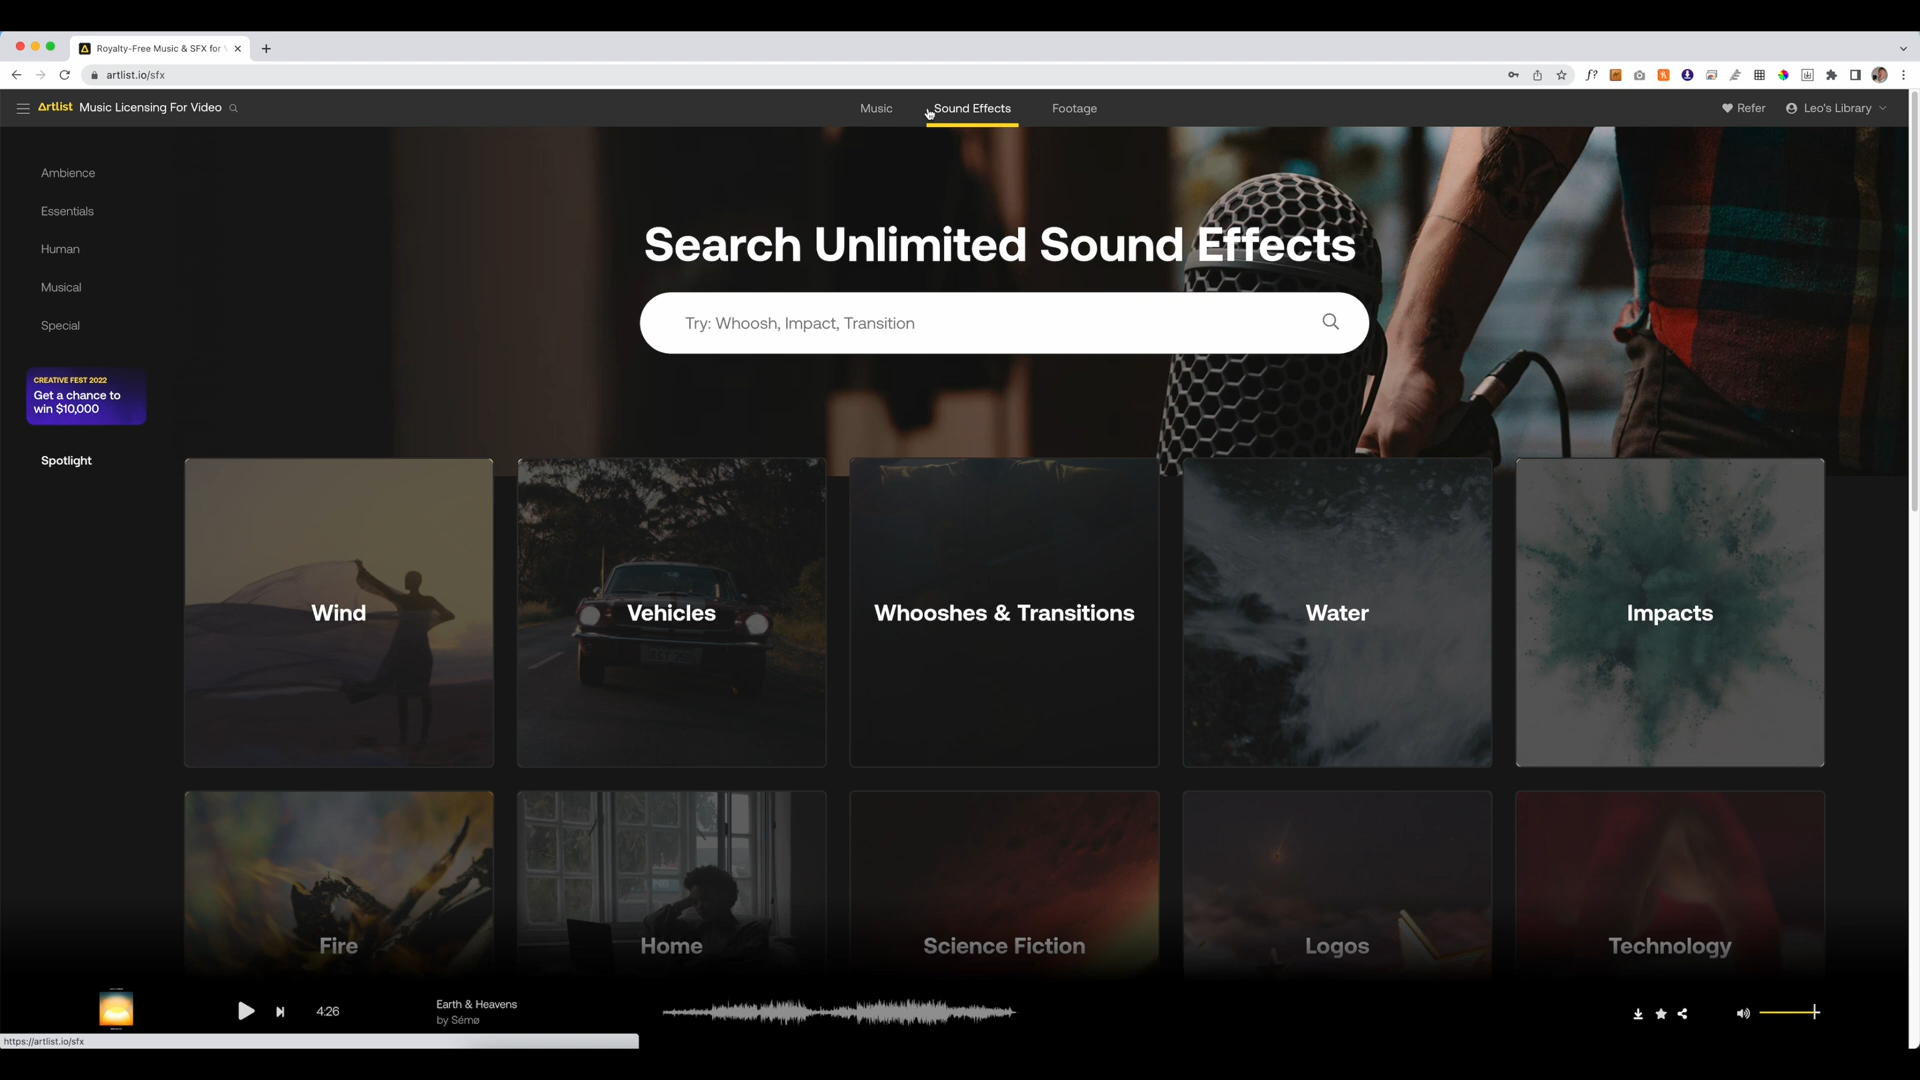 Royalty-Free Music & SFX for
artlist.io/sfx
f?
Artlist Music Licensing For Video
Music
Sound Effects
Footage
Refer
Leo's Library
Ambience
Essentials
Human
Musical
Special
CREATIVE FEST 2022
Get a chance to
win $10,000
Spotlight
Search Unlimited Sound Effects
Try: Whoosh, Impact, Transition
Wind
Vehicles
Whooshes & Transitions
Water
Impacts
Fire
Home
Science Fiction
Logos
Technology
4:26
Earth & Heavens
by Sémø
https://artlist.io/sfx